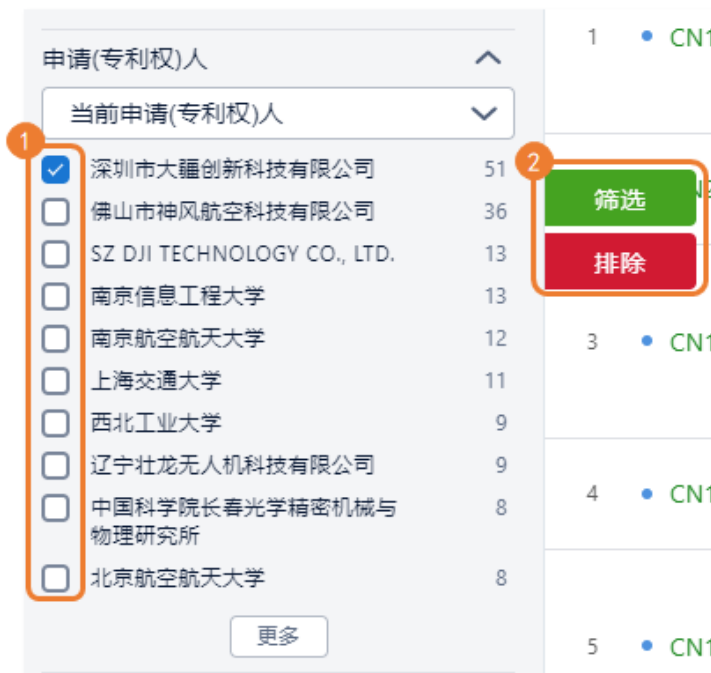 申请(专利权)人
当前申请(专利权)人
1
深圳市大疆创新科技有限公司 51
佛山市神风航空科技有限公司 36
SZ DJI TECHNOLOGY CO., LTD. 13
南京信息工程大学 13
南京航空航天大学 12
上海交通大学 11
西北工业大学 9
辽宁壮龙无人机科技有限公司 9
中国科学院长春光学精密机械与 8
物理研究所
北京航空航天大学 8
更多
1 CN1
2
筛选
排除
3 CN1
4 CN1
5 CN1